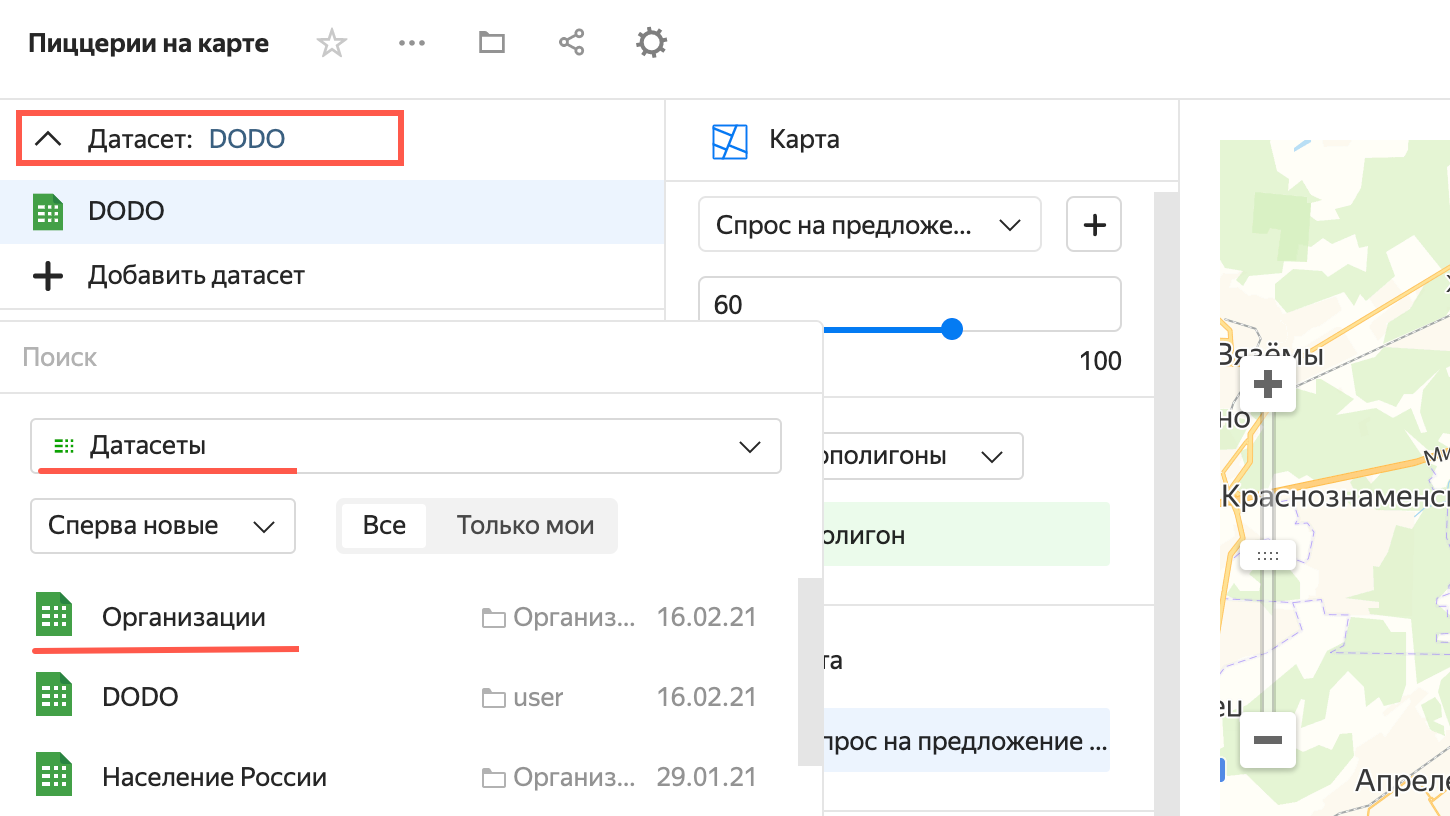 Пиццерии на карте
Датасет: DODO
DODO
Добавить датасет
Поиск
Датасеты
Сперва новые
Все
Только мои
Организации
Организ...
16.02.21
DODO
user
16.02.21
Население России
Организ...
29.01.21
Карта
Спрос на предложе...
60
100
ополигоны
олигон
та
прос на предложение ...
Вязёмы
но
Краснознаменс
Ми
ец
Апреле